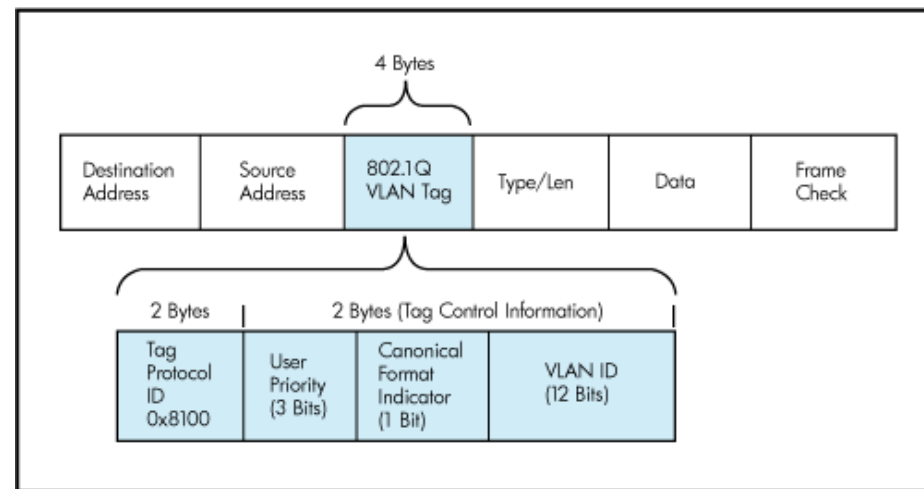 4 Bytes
Destination
Address
Source
Address
802.1Q
VLAN Tag
Type/Len
Data
Frame
Check
2 Bytes
2 Bytes (Tag Control Information)
Tag
Protocol
ID
0x8100
User
Priority
(3 Bits)
Canonical
Format
Indicator
(1 Bit)
VLAN ID
(12 Bits)